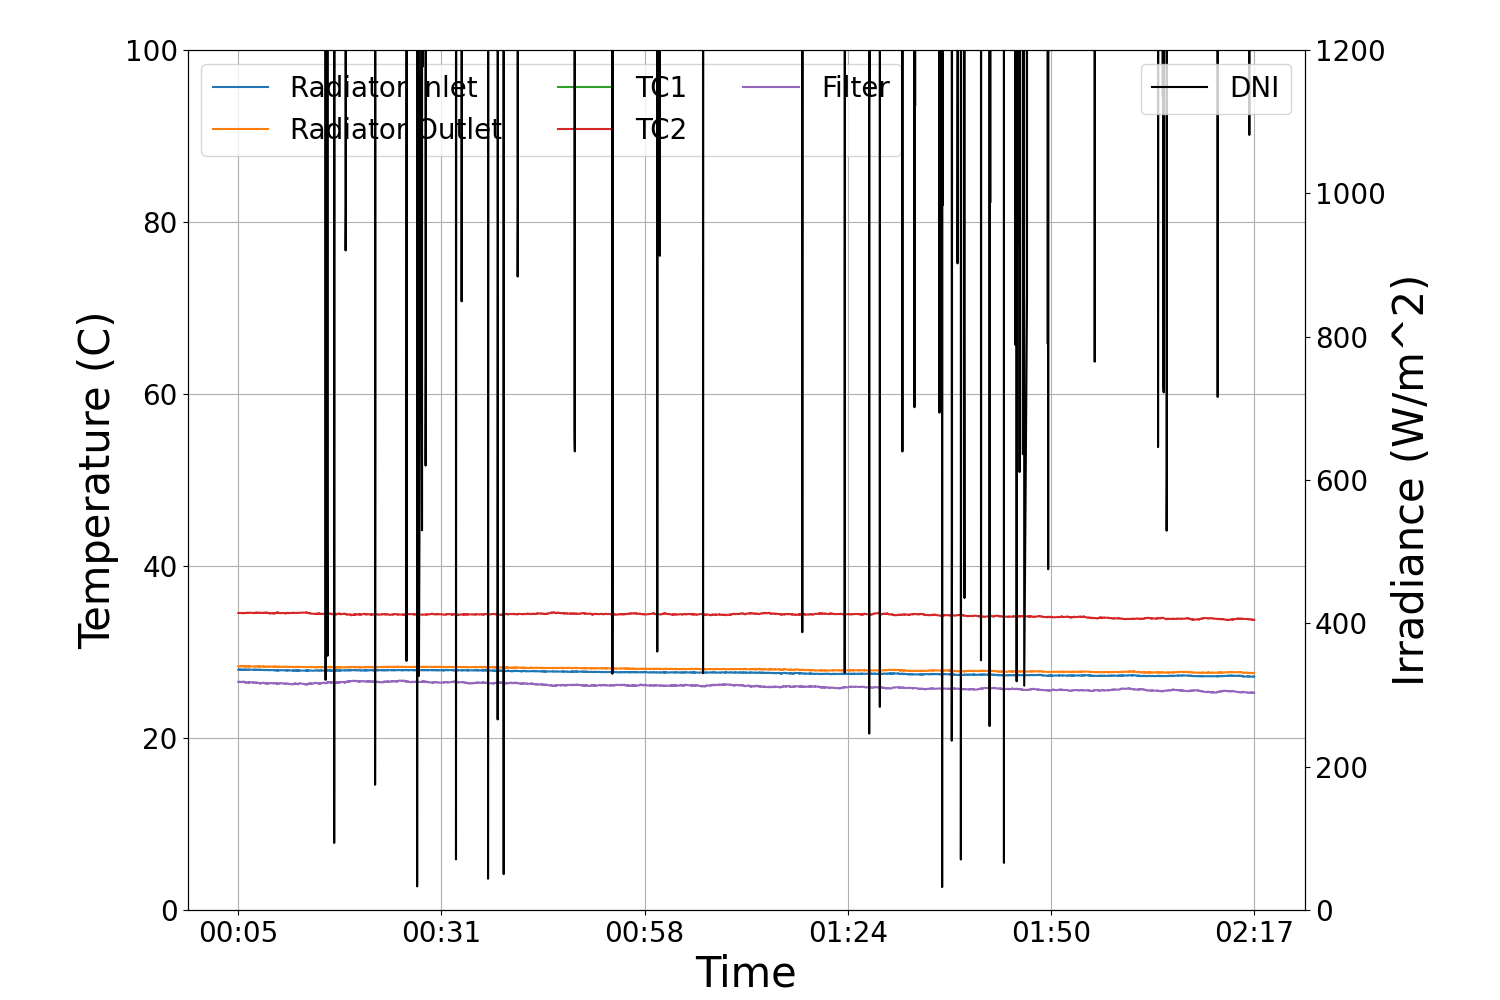 100
80
60
40
20
0
Temperature (C)
Radiator Inlet
Radiator Outlet
TC1
TC2
Filter
DNI
1200
1000
800
600
400
200
0
Irradiance (W/m^2)
00:05
00:31
00:58
01:24
01:50
02:17
Time